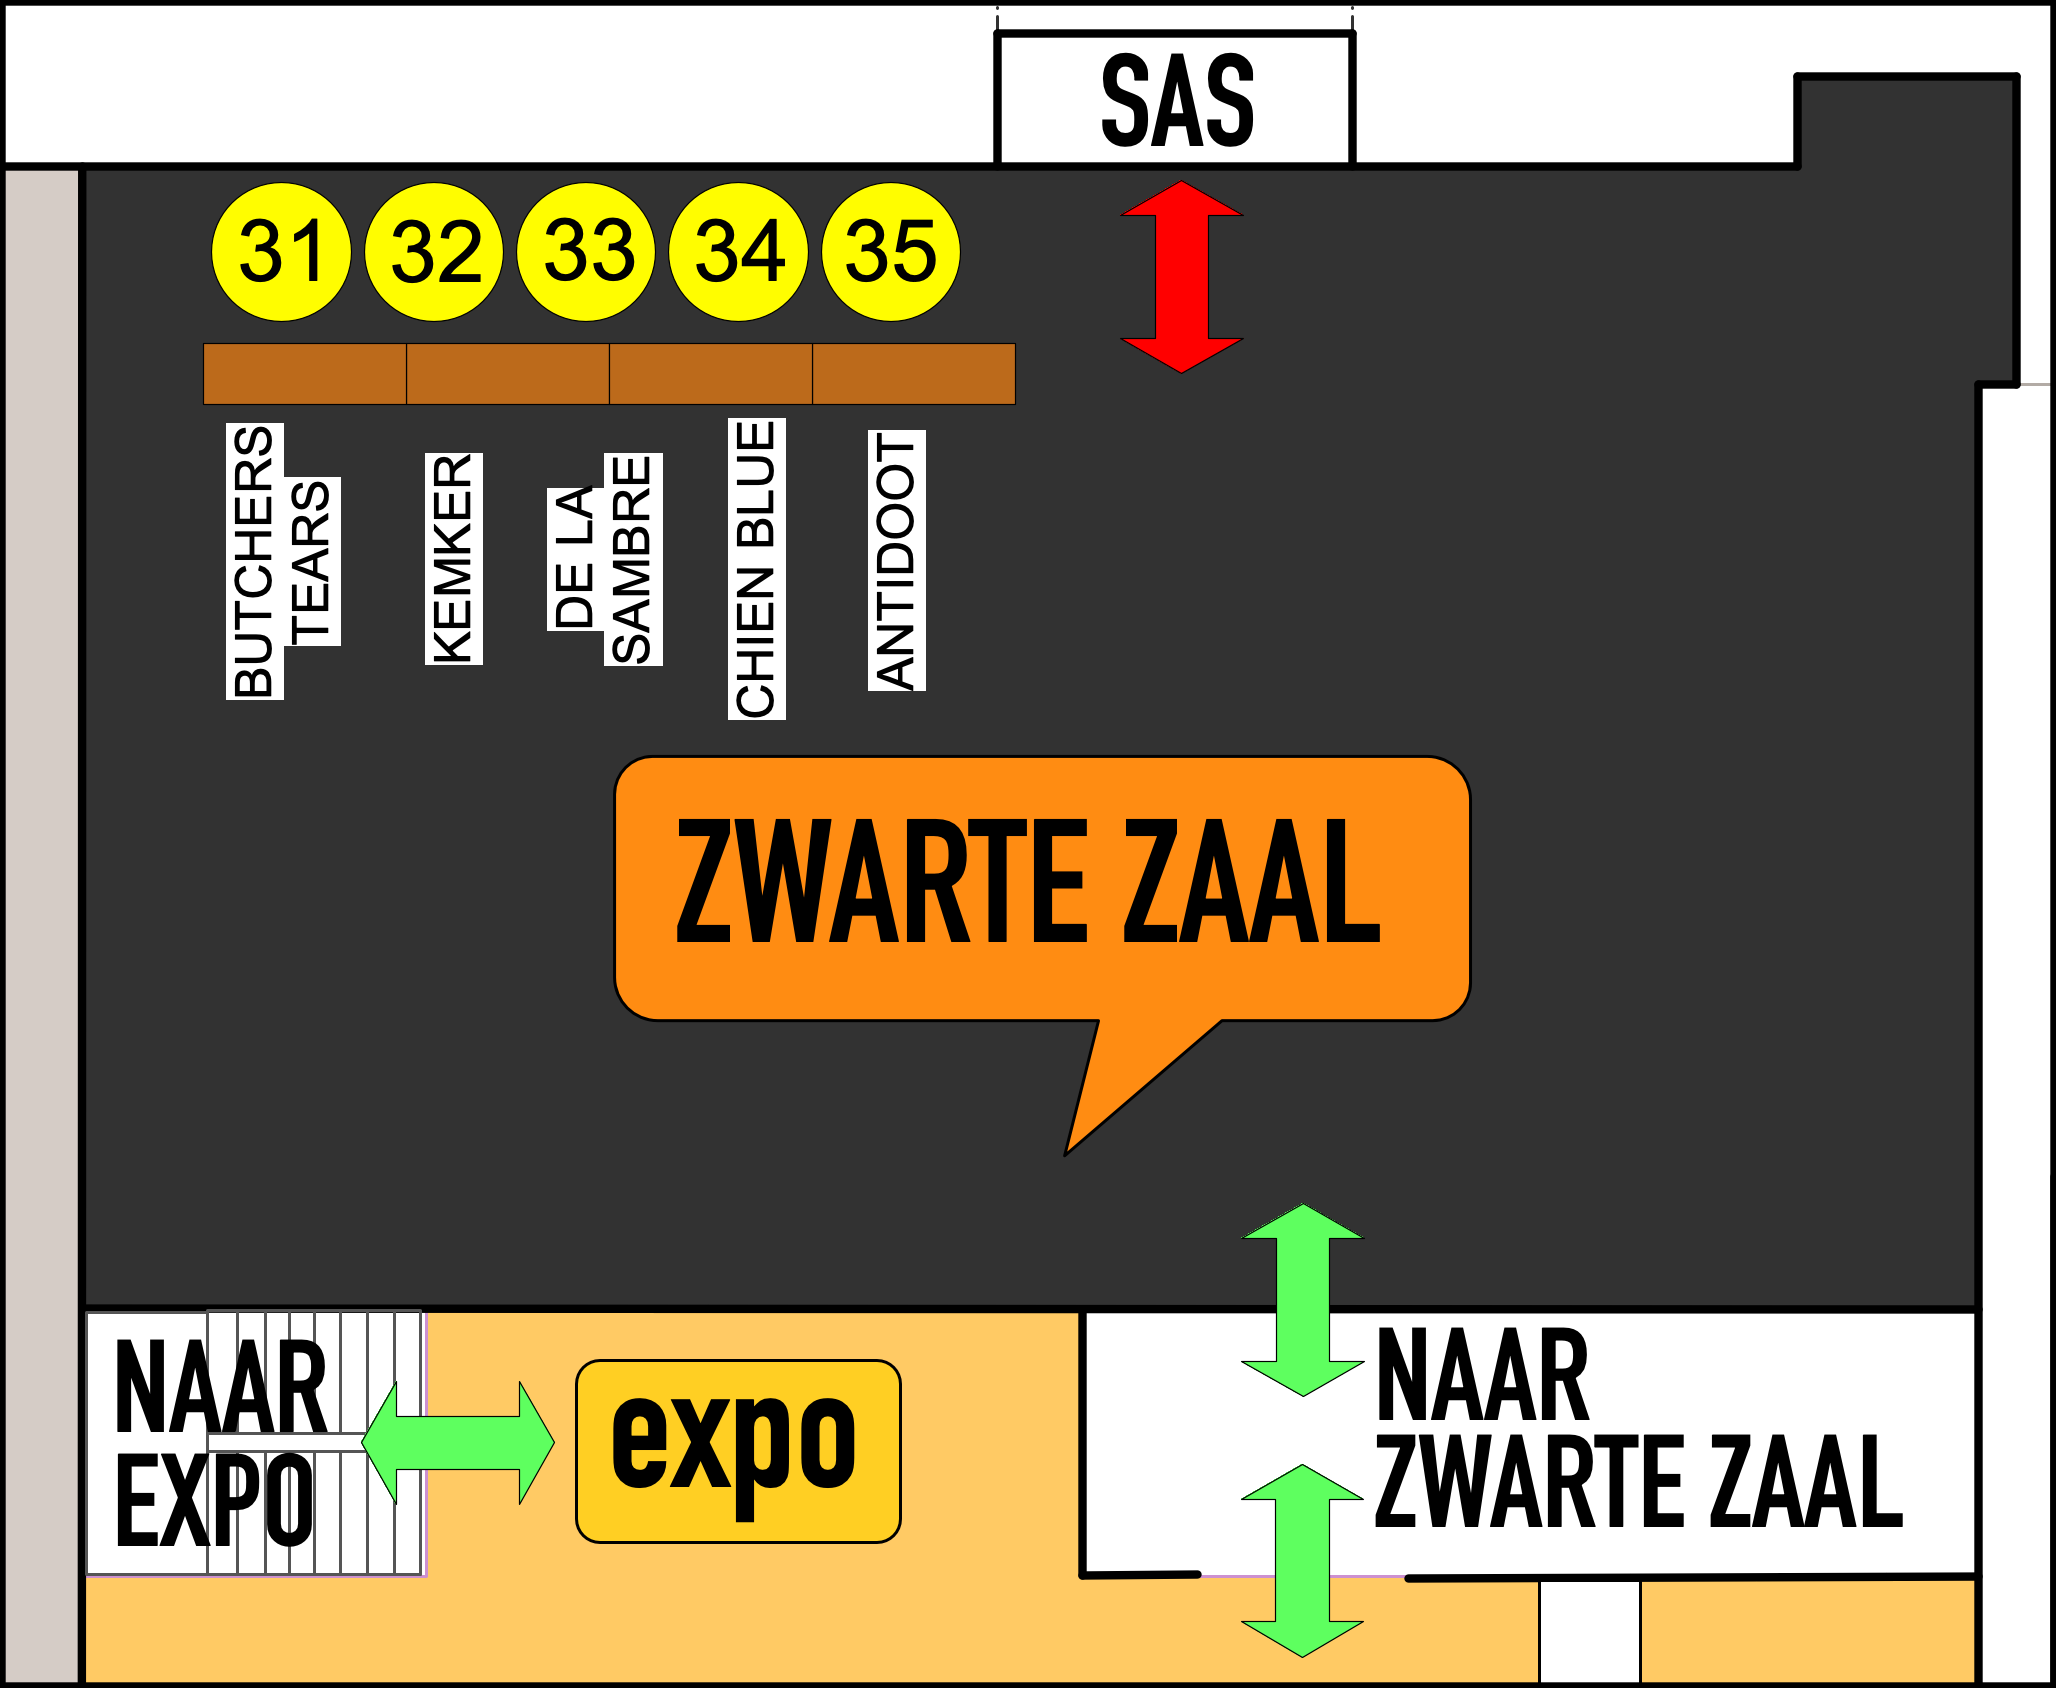 SAS
31
32
33
34
35
BUTCHERS
TEARS
KEMKER
DE LA
SAMBRE
CHIEN BLUE
ANTIDOOT
ZWARTE ZAAL
NAAR
EXPO
expo
NAAR
ZWARTE ZAAL